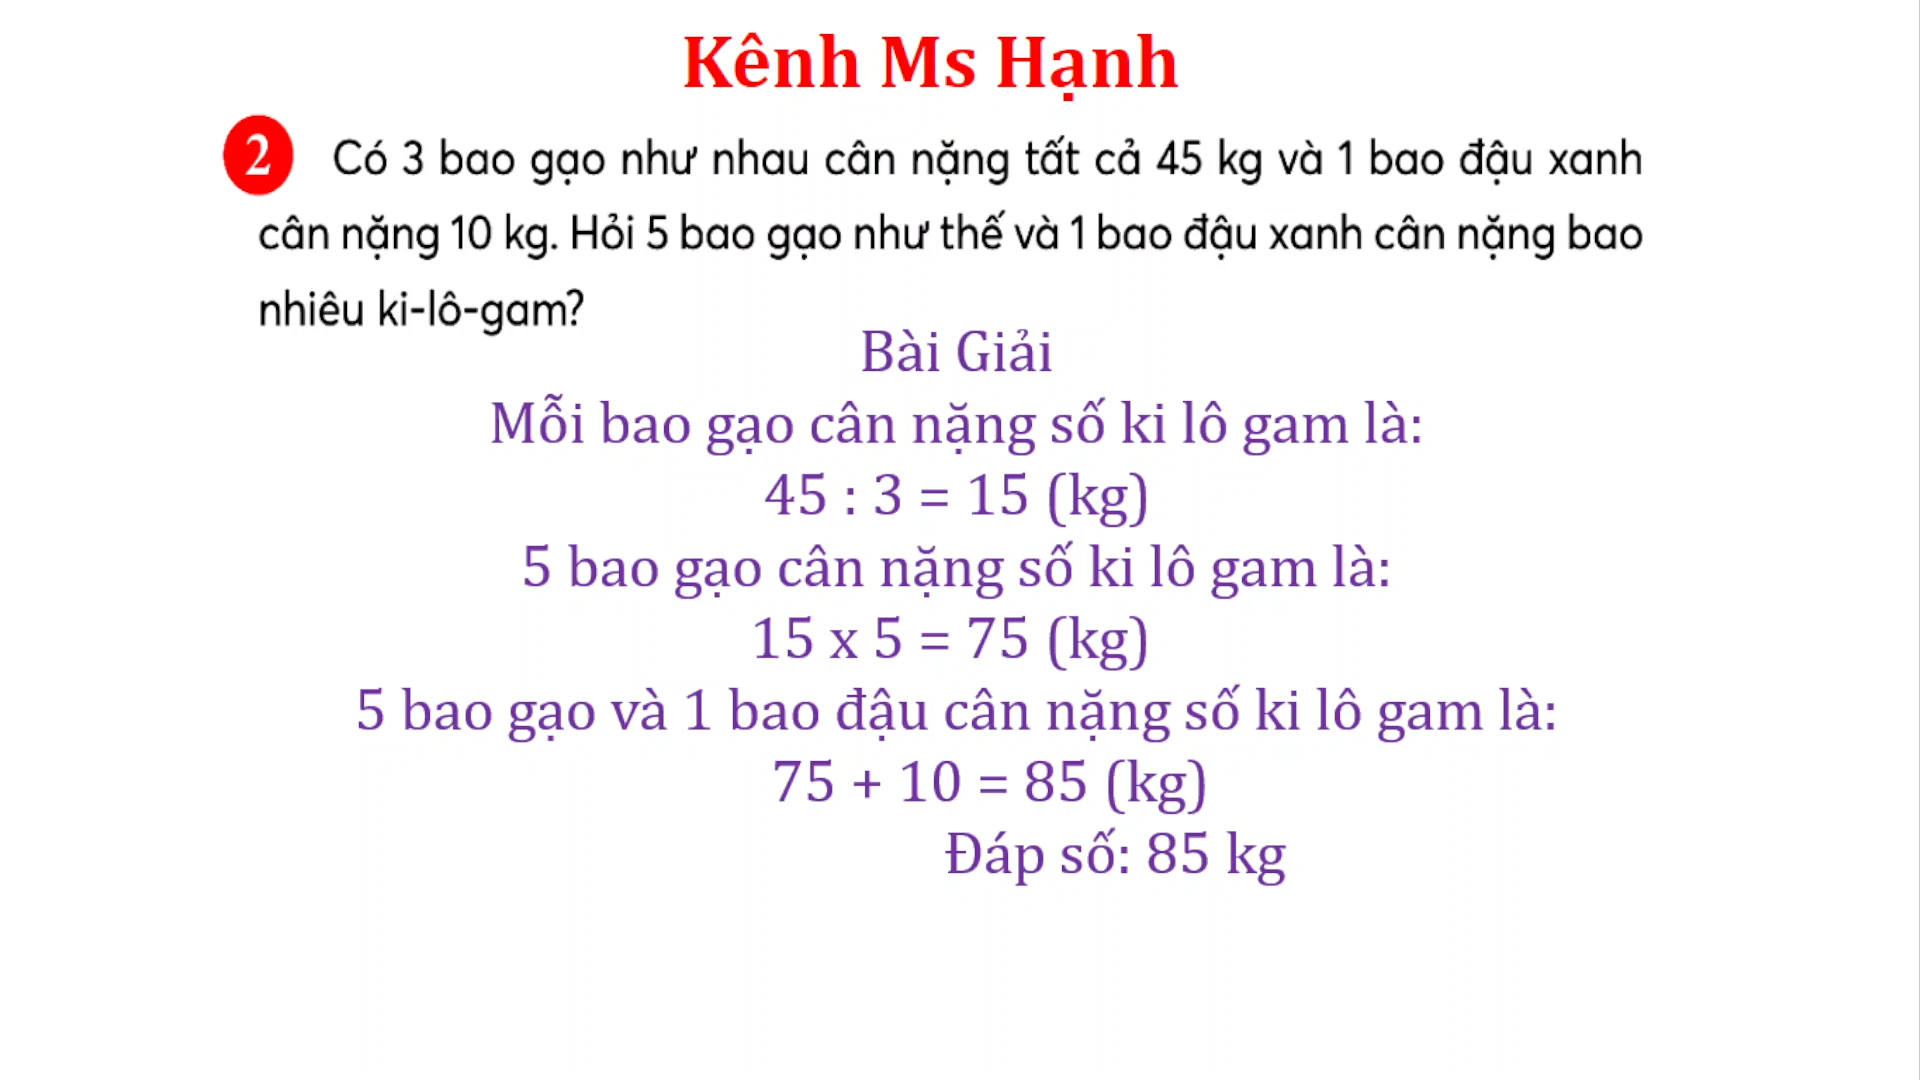 Kênh Ms Hạnh
2 Có 3 bao gạo như nhau cân nặng tất cả 45 kg và 1 bao đậu xanh
cân nặng 10 kg. Hỏi 5 bao gạo như thế và 1 bao đậu xanh cân nặng bao
nhiêu ki-lô-gam?
Bài Giải
Mỗi bao gạo cân nặng số ki lô gam là:
45 : 3 = 15 (kg)
5 bao gạo cân nặng số ki lô gam là:
15 x 5 = 75 (kg)
5 bao gạo và 1 bao đậu cân nặng số ki lô gam là:
75 + 10 = 85 (kg)
Đáp số: 85 kg